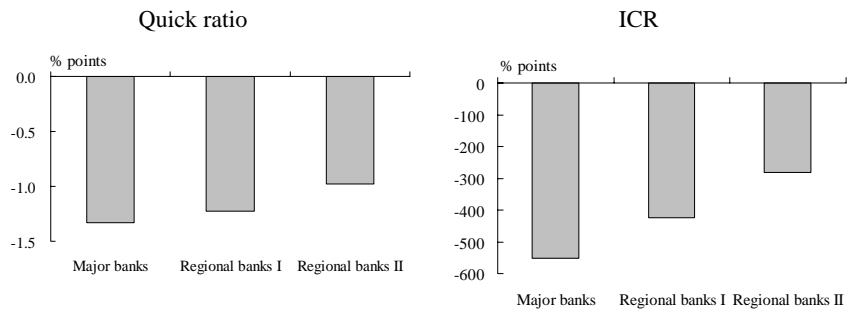 Quick ratio
% points
0.0
-0.5
-1.0
-1.5
Major banks Regional banks I Regional banks II
ICR
% points
0
-100
-200
-300
-400
-500
-600
Major banks Regional banks I Regional banks II